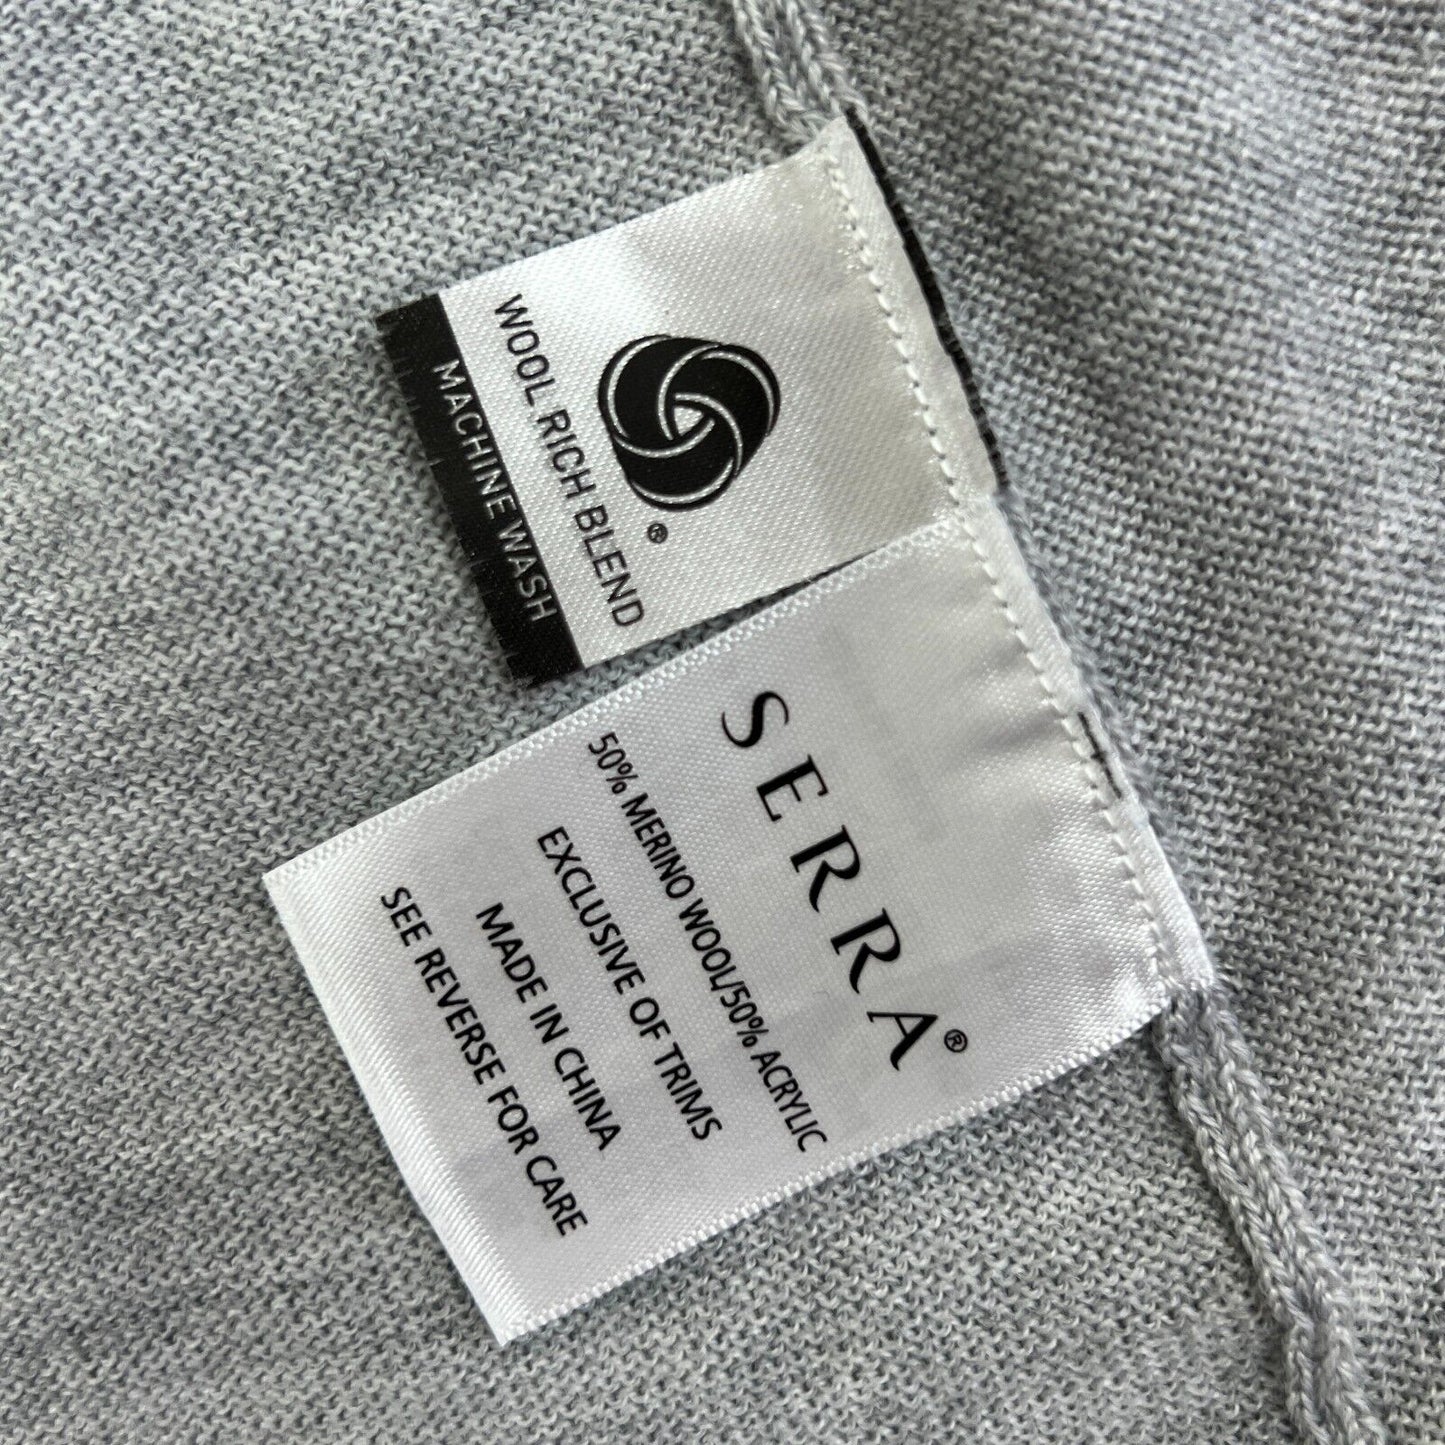 WOOL RICH BLEND
®
MACHINE WASH
SERRA®
50% MERINO WOOL/50% ACRYLIC
EXCLUSIVE OF TRIMS
MADE IN CHINA
SEE REVERSE FOR CARE